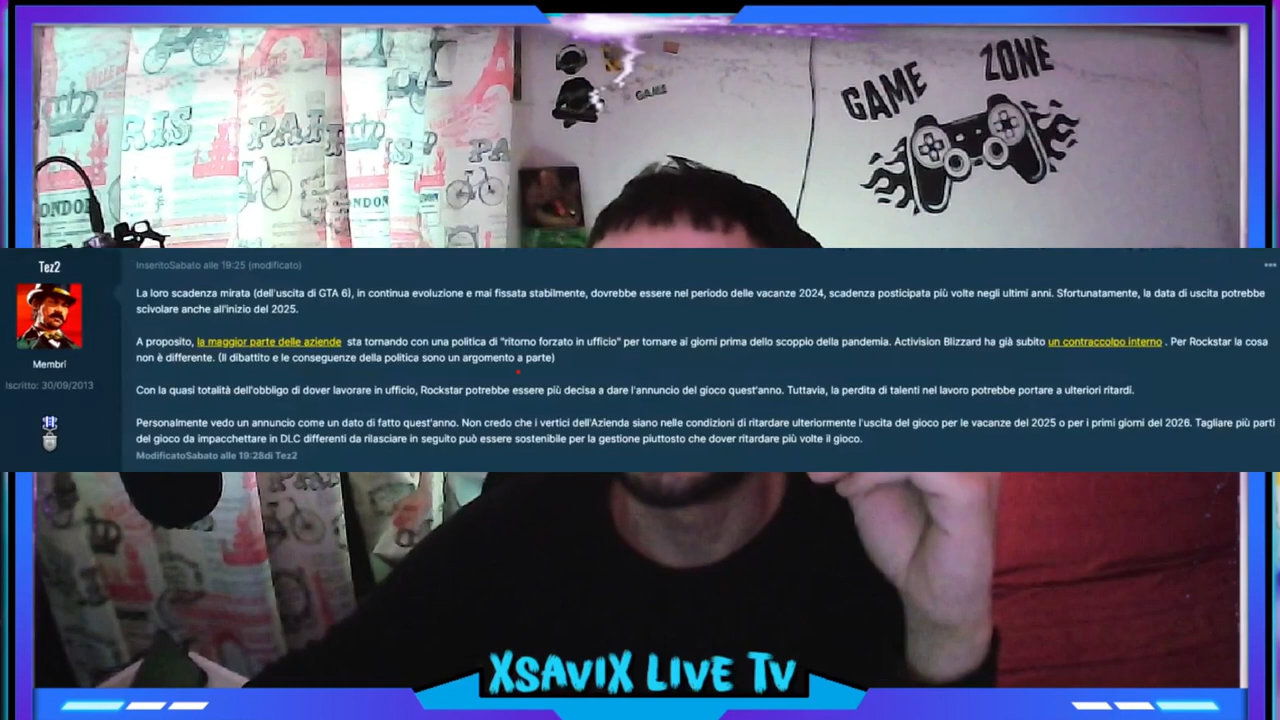 GAME ZONE
GAME
RIS
PARI
IS
PA
ONDON
ONDON
Tez2
InseritoSabato alle 19:25 (modificato)
La loro scadenza mirata (dell'uscita di GTA 6), in continua evoluzione e mai fissata stabilmente, dovrebbe essere nel periodo delle vacanze 2024, scadenza posticipata più volte negli ultimi anni. Sfortunatamente, la data di uscita potrebbe
scivolare anche all'inizio del 2025.
A proposito, la maggior parte delle aziende sta tornando con una politica di "ritorno forzato in ufficio" per tornare ai giorni prima dello scoppio della pandemia. Activision Blizzard ha già subito un contraccolpo interno . Per Rockstar la cosa
non è differente. (Il dibattito e le conseguenze della politica sono un argomento a parte)
Membri
Iscritto: 30/09/2013
Con la quasi totalità dell'obbligo di dover lavorare in ufficio, Rockstar potrebbe essere più decisa a dare l'annuncio del gioco quest'anno. Tuttavia, la perdita di talenti nel lavoro potrebbe portare a ulteriori ritardi.
Personalmente vedo un annuncio come un dato di fatto quest'anno. Non credo che i vertici dell'Azienda siano nelle condizioni di ritardare ulteriormente l'uscita del gioco per le vacanze del 2025 o per i primi giorni del 2026. Tagliare più parti
del gioco da impacchettare in DLC differenti da rilasciare in seguito può essere sostenibile per la gestione piuttosto che dover ritardare più volte il gioco.
ModificatoSabato alle 19:28di Tez2
XSAVIX LIVE TV